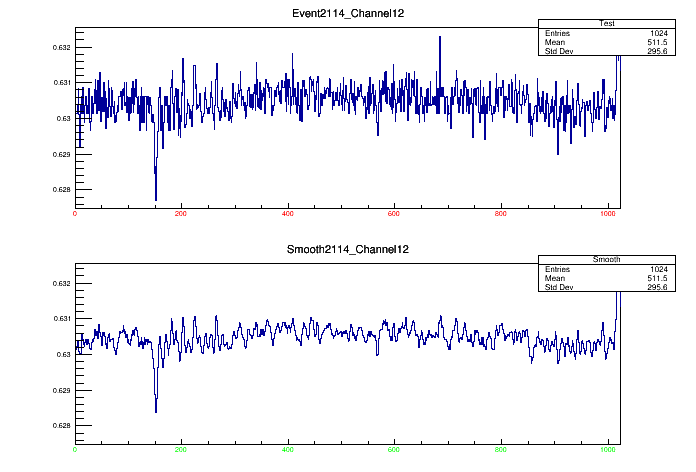 Event2114_Channel12
Test
Entries 1024
Mean 511.5
Std Dev 295.6
0.632
0.631
0.63
0.629
0.628
0 200 400 600 800 1000
Smooth2114_Channel12
Smooth
Entries 1024
Mean 511.5
Std Dev 295.6
0.632
0.631
0.63
0.629
0.628
0 200 400 600 800 1000